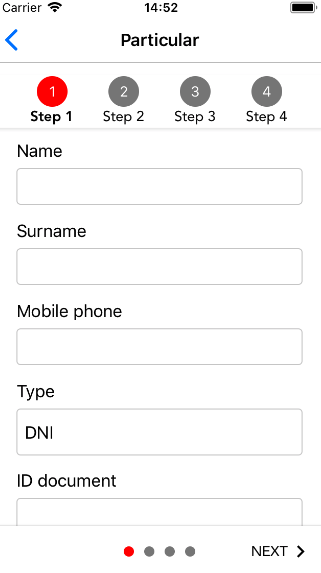 Carrier 14:52
Particular
1 2 3 4
Step 1 Step 2 Step 3 Step 4
Name
Surname
Mobile phone
Type
DNI
ID document
NEXT